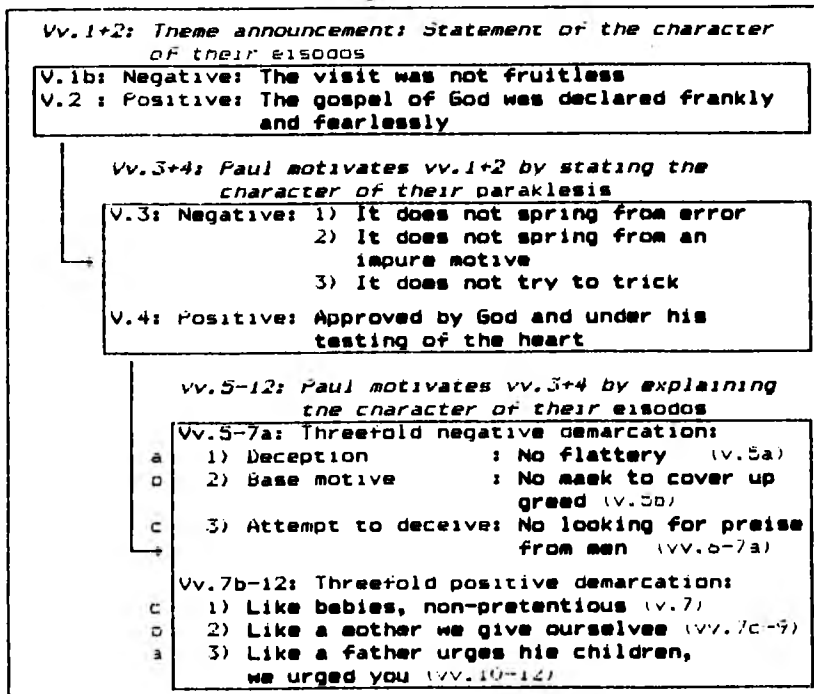 Vv.1+2: Theme announcement: Statement of the character
of their eisodos
V.1b: Negative: The visit was not fruitless
V.2 : Positive: The gospel of God was declared frankly
and fearlessly
Vv.3+4: Paul motivates vv.1+2 by stating the
character of their paraklesis
V.3: Negative: 1) It does not spring from error
2) It does not spring from an
impure motive
3) It does not try to trick
V.4: Positive: Approved by God and under his
testing of the heart
vv.5-12: Paul motivates vv.3+4 by explaining
the character of their eisodos
Vv.5-7a: Threefold negative demarcation:
a 1) Deception : No flattery (v.5a)
b 2) Base motive : No mask to cover up
greed (v.5b)
c 3) Attempt to deceive: No looking for praise
from men (vv.6-7a)
Vv.7b-12: Threefold positive demarcation:
c 1) Like babies, non-pretentious (v.7)
b 2) Like a mother we give ourselves (vv.7c-9)
a 3) Like a father urges his children,
we urged you (vv.10-12)